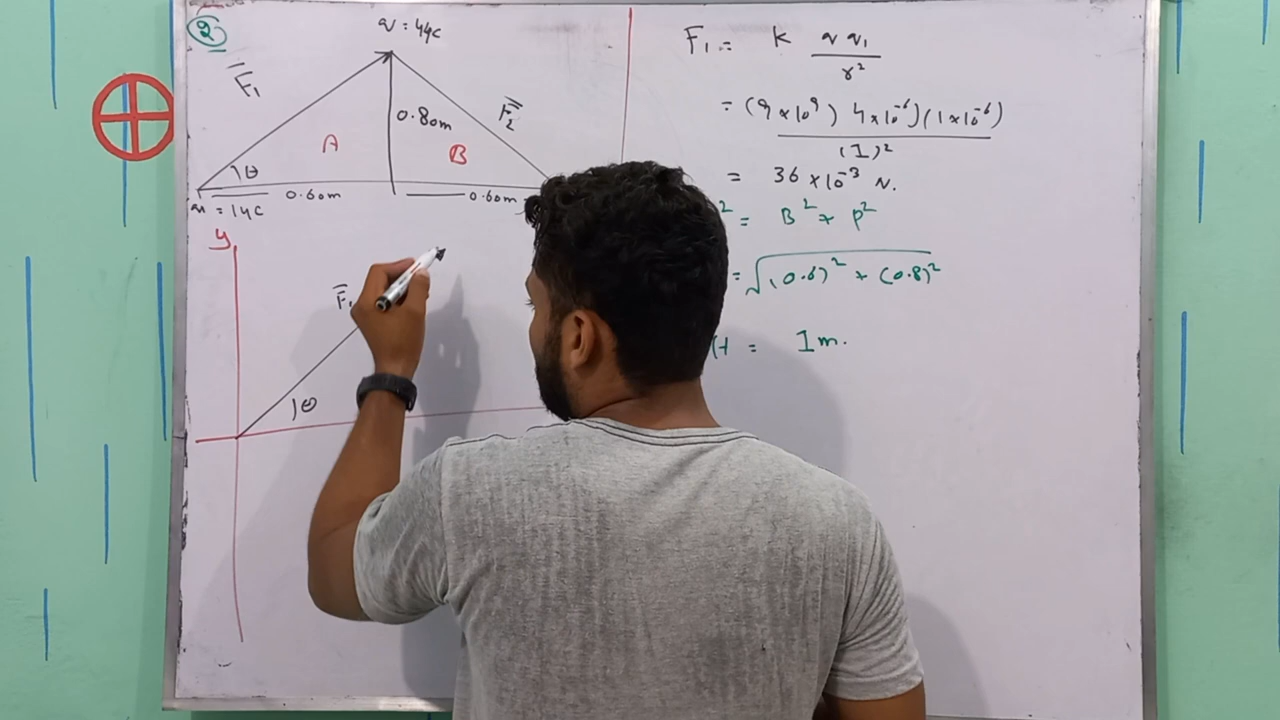 2
q = 4μc
F₁
0.80m
F₂
A
B
θ
0.60m
0.60m
q₁ = 1μC
y
F₁
θ
F₁ = K q q₁ / r²
= (9 x 10⁹) 4 x 10⁻⁶) (1 x 10⁻⁶) / (1)²
= 36 x 10⁻³ N.
² = B² + p²
= √(0.6)² + (0.8)²
H = 1m.